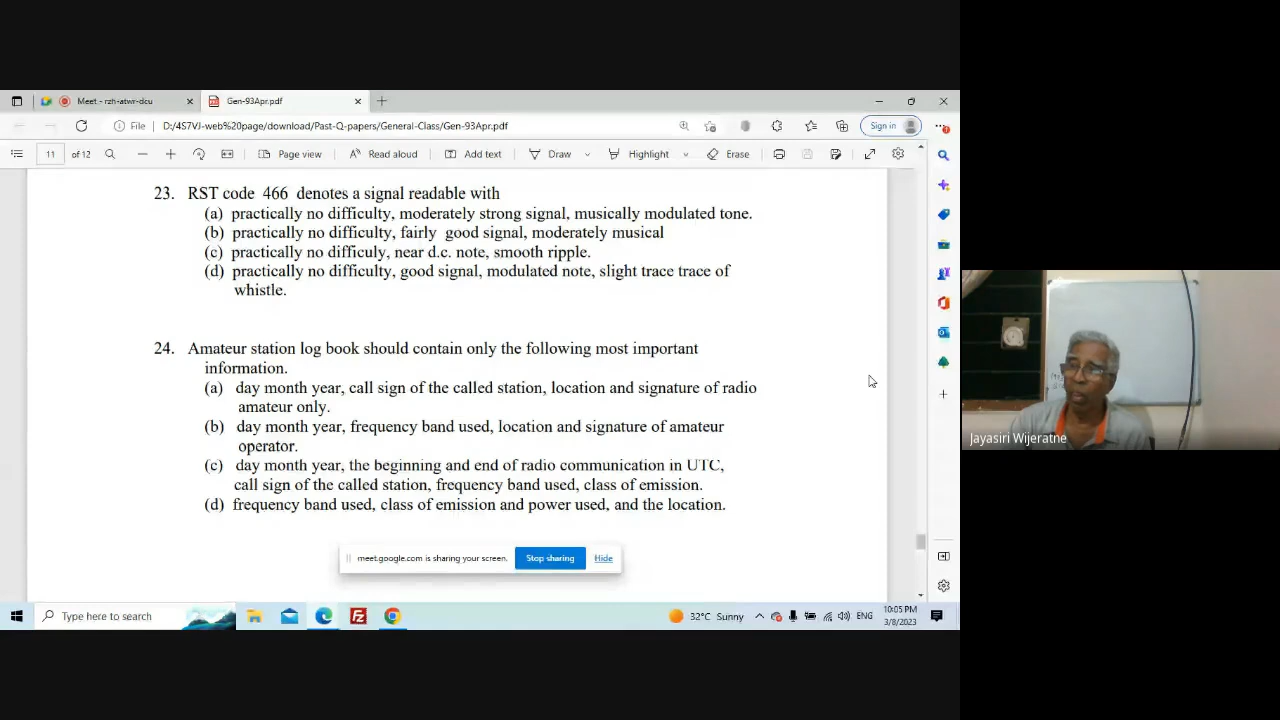 Meet - rzh-atwr-dcu
Gen-93Apr.pdf
File D:/4S7VJ-web%20page/download/Past-Q-papers/General-Class/Gen-93Apr.pdf
Sign in
11 of 12
Page view
Read aloud
Add text
Draw
Highlight
Erase
23. RST code 466 denotes a signal readable with
(a) practically no difficulty, moderately strong signal, musically modulated tone.
(b) practically no difficulty, fairly good signal, moderately musical
(c) practically no difficuly, near d.c. note, smooth ripple.
(d) practically no difficulty, good signal, modulated note, slight trace trace of
whistle.
24. Amateur station log book should contain only the following most important
information.
(a) day month year, call sign of the called station, location and signature of radio
amateur only.
(b) day month year, frequency band used, location and signature of amateur
operator.
(c) day month year, the beginning and end of radio communication in UTC,
call sign of the called station, frequency band used, class of emission.
(d) frequency band used, class of emission and power used, and the location.
meet.google.com is sharing your screen.
Stop sharing
Hide
Type here to search
32°C Sunny
ENG
10:05 PM
3/8/2023
Jayasiri Wijeratne